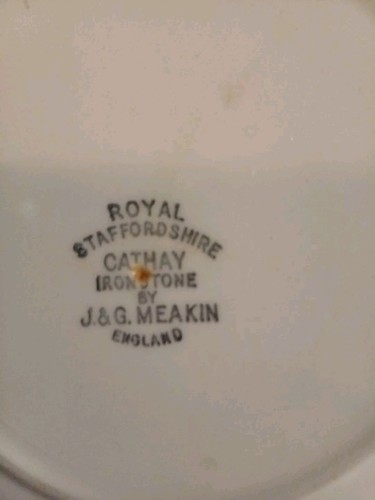 ROYAL
STAFFORDSHIRE
CATHAY
IRONSTONE
BY
J.&G. MEAKIN
ENGLAND